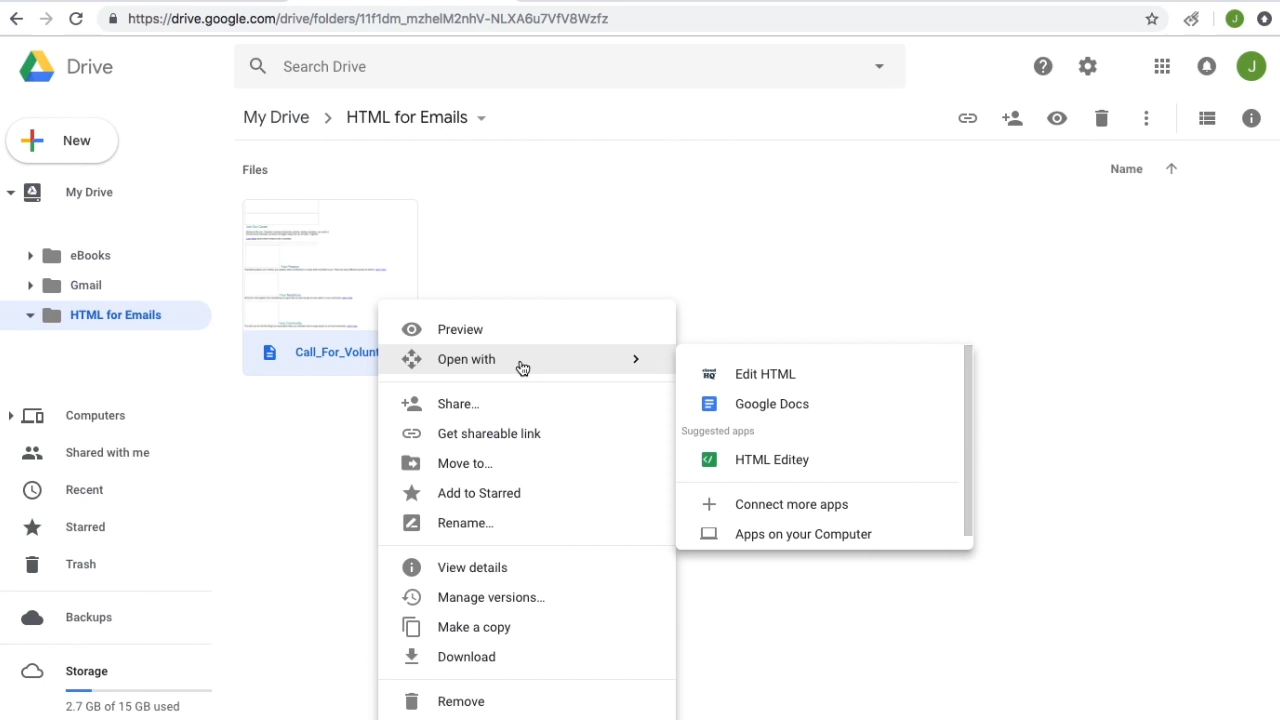 https://drive.google.com/drive/folders/11f1dm_mzhelM2nhV-NLXA6u7VfV8Wzfz
J
Drive
Search Drive
J
My Drive
HTML for Emails
New
Files
Name
My Drive
eBooks
Gmail
HTML for Emails
Call_For_Volunt
Preview
Open with
Share...
Get shareable link
Move to...
Add to Starred
Rename...
View details
Manage versions...
Make a copy
Download
Remove
Edit HTML
Google Docs
Suggested apps
HTML Editey
Connect more apps
Apps on your Computer
Computers
Shared with me
Recent
Starred
Trash
Backups
Storage
2.7 GB of 15 GB used